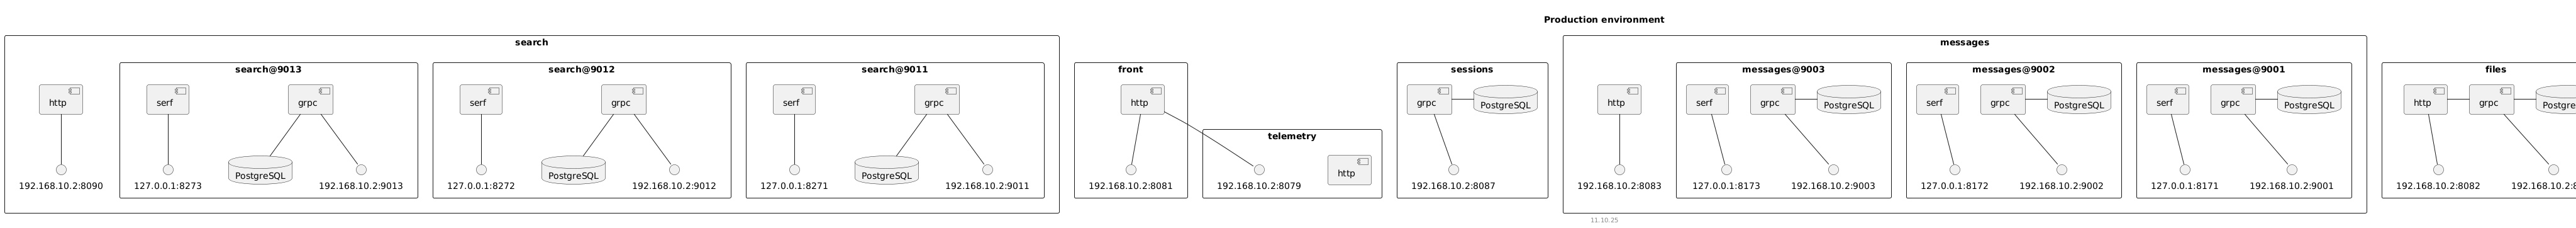 Production environment
search
http
192.168.10.2:8090
search@9013
serf
grpc
127.0.0.1:8273
PostgreSQL
192.168.10.2:9013
search@9012
serf
grpc
127.0.0.1:8272
PostgreSQL
192.168.10.2:9012
search@9011
serf
grpc
127.0.0.1:8271
PostgreSQL
192.168.10.2:9011
front
http
192.168.10.2:8081
telemetry
http
192.168.10.2:8079
sessions
grpc
PostgreSQL
192.168.10.2:8087
messages
http
192.168.10.2:8083
messages@9003
serf
grpc
PostgreSQL
127.0.0.1:8173
192.168.10.2:9003
messages@9002
serf
grpc
PostgreSQL
127.0.0.1:8172
192.168.10.2:9002
messages@9001
serf
grpc
PostgreSQL
127.0.0.1:8171
192.168.10.2:9001
files
http
grpc
192.168.10.2:8082
11.10.25